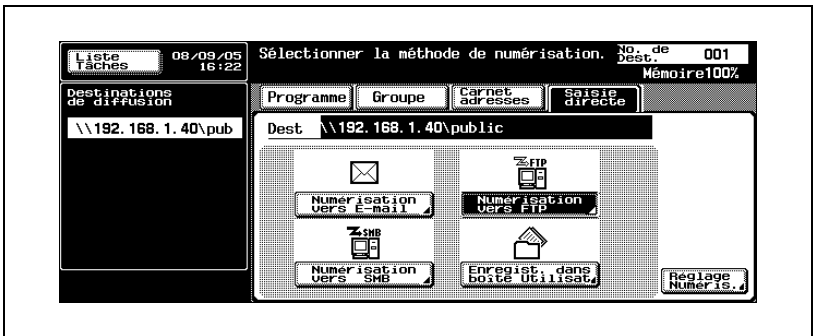 Liste
Tâches
08/09/05
16:22
Sélectionner la méthode de numérisation.
No. de
Dest.
001
Mémoire100%
Destinations
de diffusion
\\192.168.1.40\pub
Programme
Groupe
Carnet
adresses
Saisie
directe
Dest \\192.168.1.40\public
Numérisation
vers E-mail
FTP
Numérisation
vers FTP
SMB
Numérisation
vers SMB
Enregist. dans
boîte Utilisat.
Réglage
Numéris.